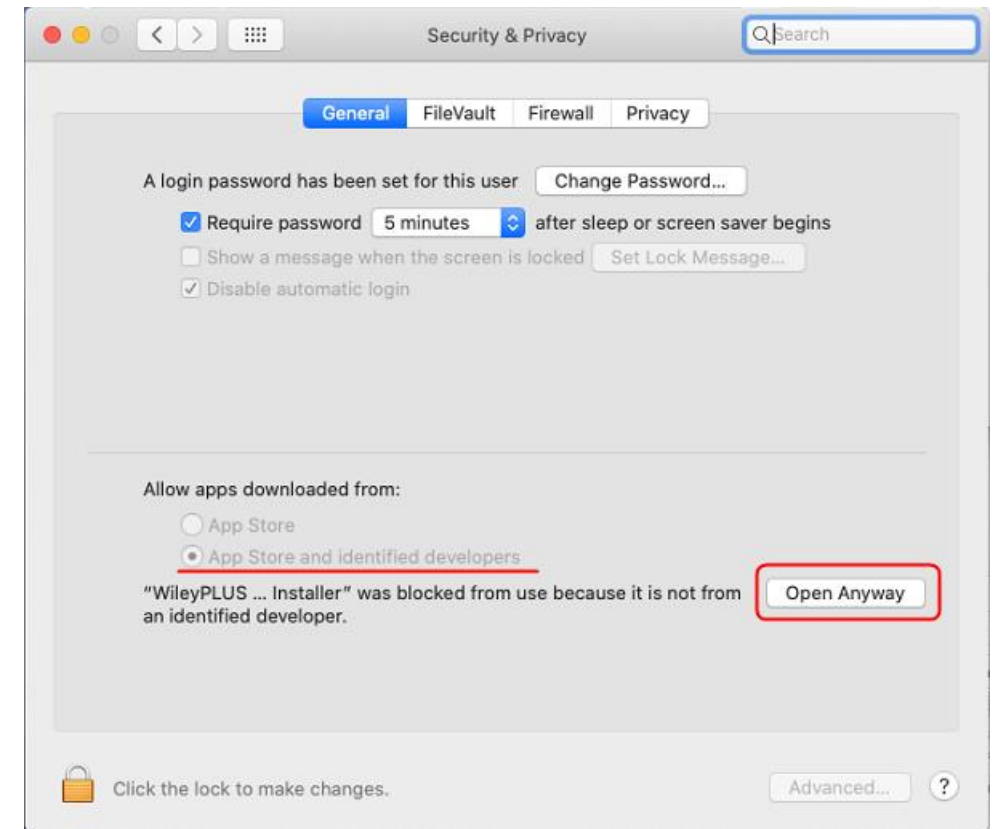 Security & Privacy
Search
General FileVault Firewall Privacy
A login password has been set for this user Change Password...
Require password 5 minutes after sleep or screen saver begins
Show a message when the screen is locked Set Lock Message...
Disable automatic login
Allow apps downloaded from:
App Store
App Store and identified developers
“WileyPLUS ... Installer” was blocked from use because it is not from Open Anyway
an identified developer.
Click the lock to make changes. Advanced... ?